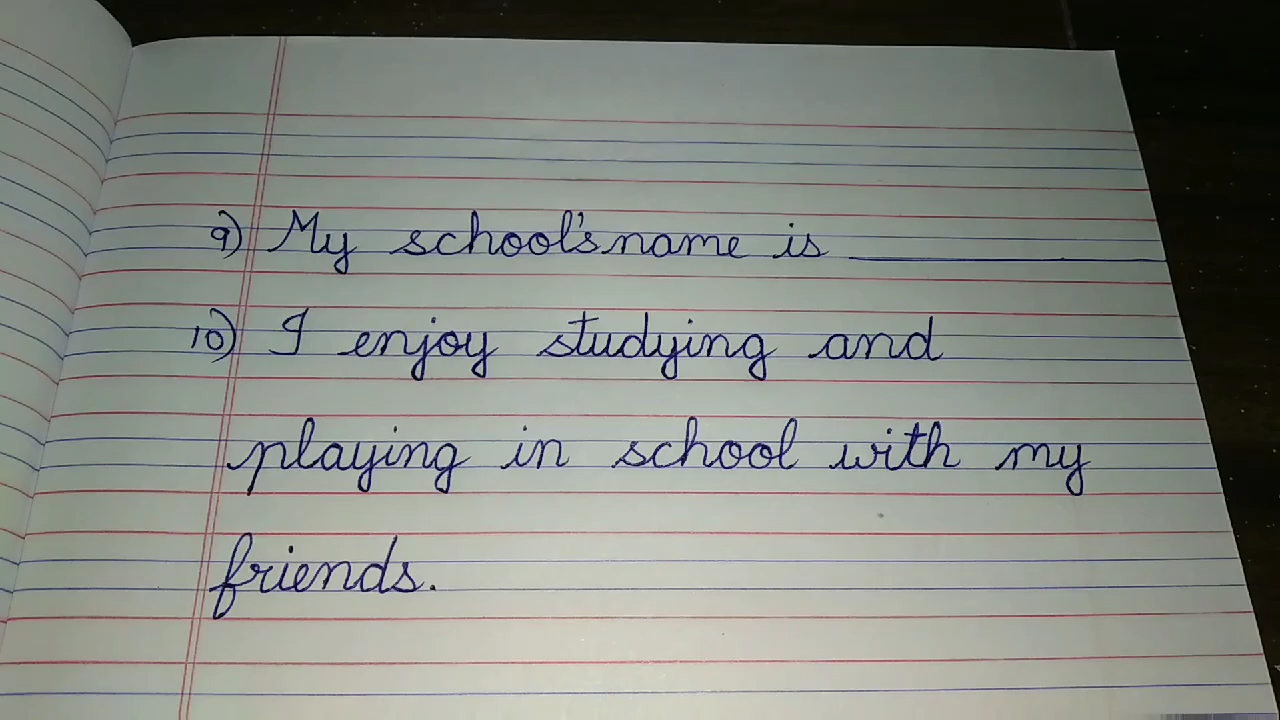 9) My school's name is ___________
10) I enjoy studying and
playing in school with my
friends.